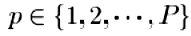 p ∈ {1, 2, ⋯, P}